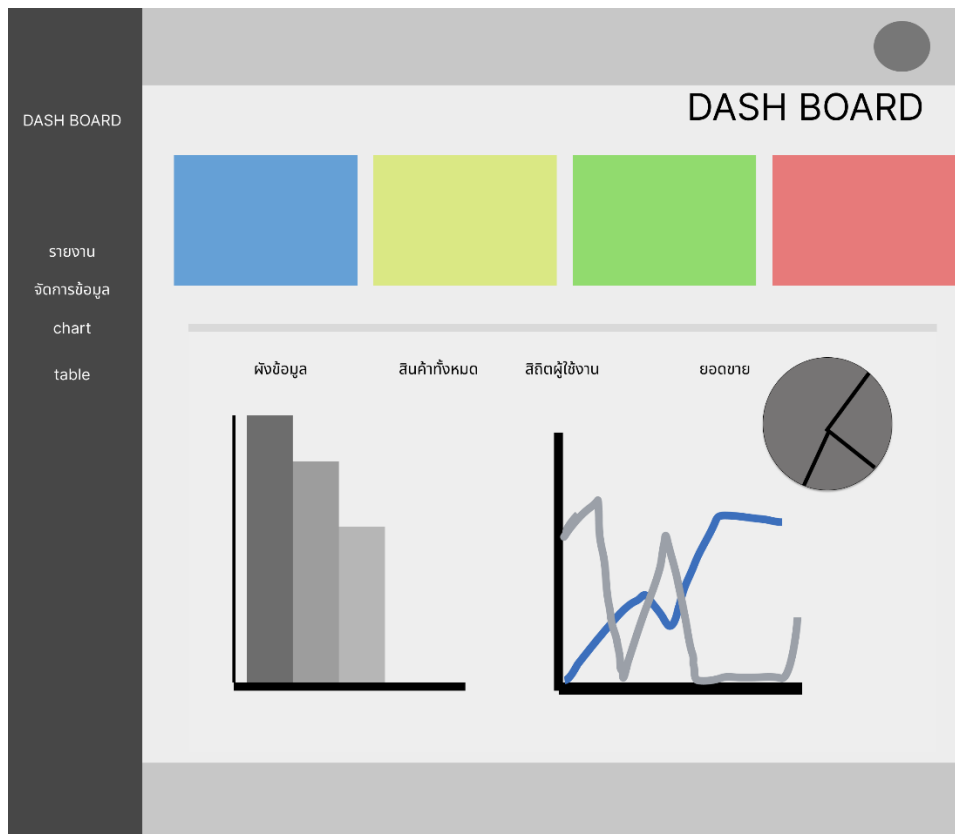 DASH BOARD
DASH BOARD
รายงาน
จัดการข้อมูล
chart
table
ผังข้อมูล
สินค้าทั้งหมด
สิถิตผู้ใช้งาน
ยอดขาย